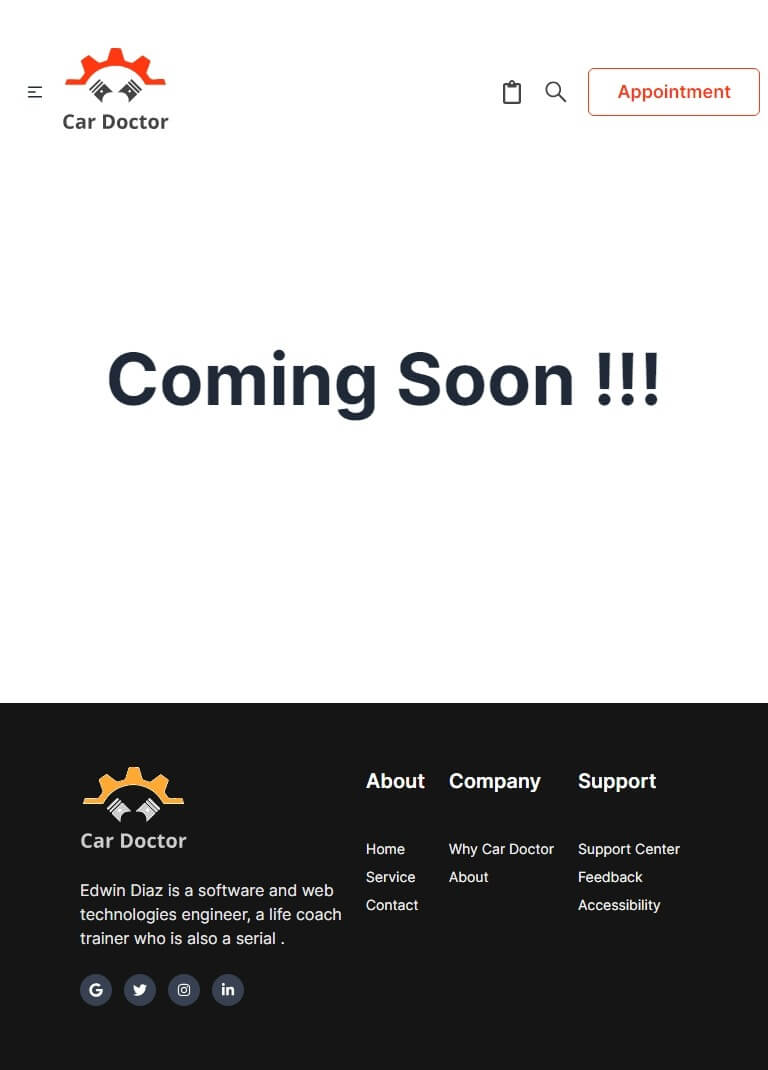 Car Doctor
Appointment
Coming Soon !!!
Car Doctor
Edwin Diaz is a software and web
technologies engineer, a life coach
trainer who is also a serial .
About
Home
Service
Contact
Company
Why Car Doctor
About
Support
Support Center
Feedback
Accessibility